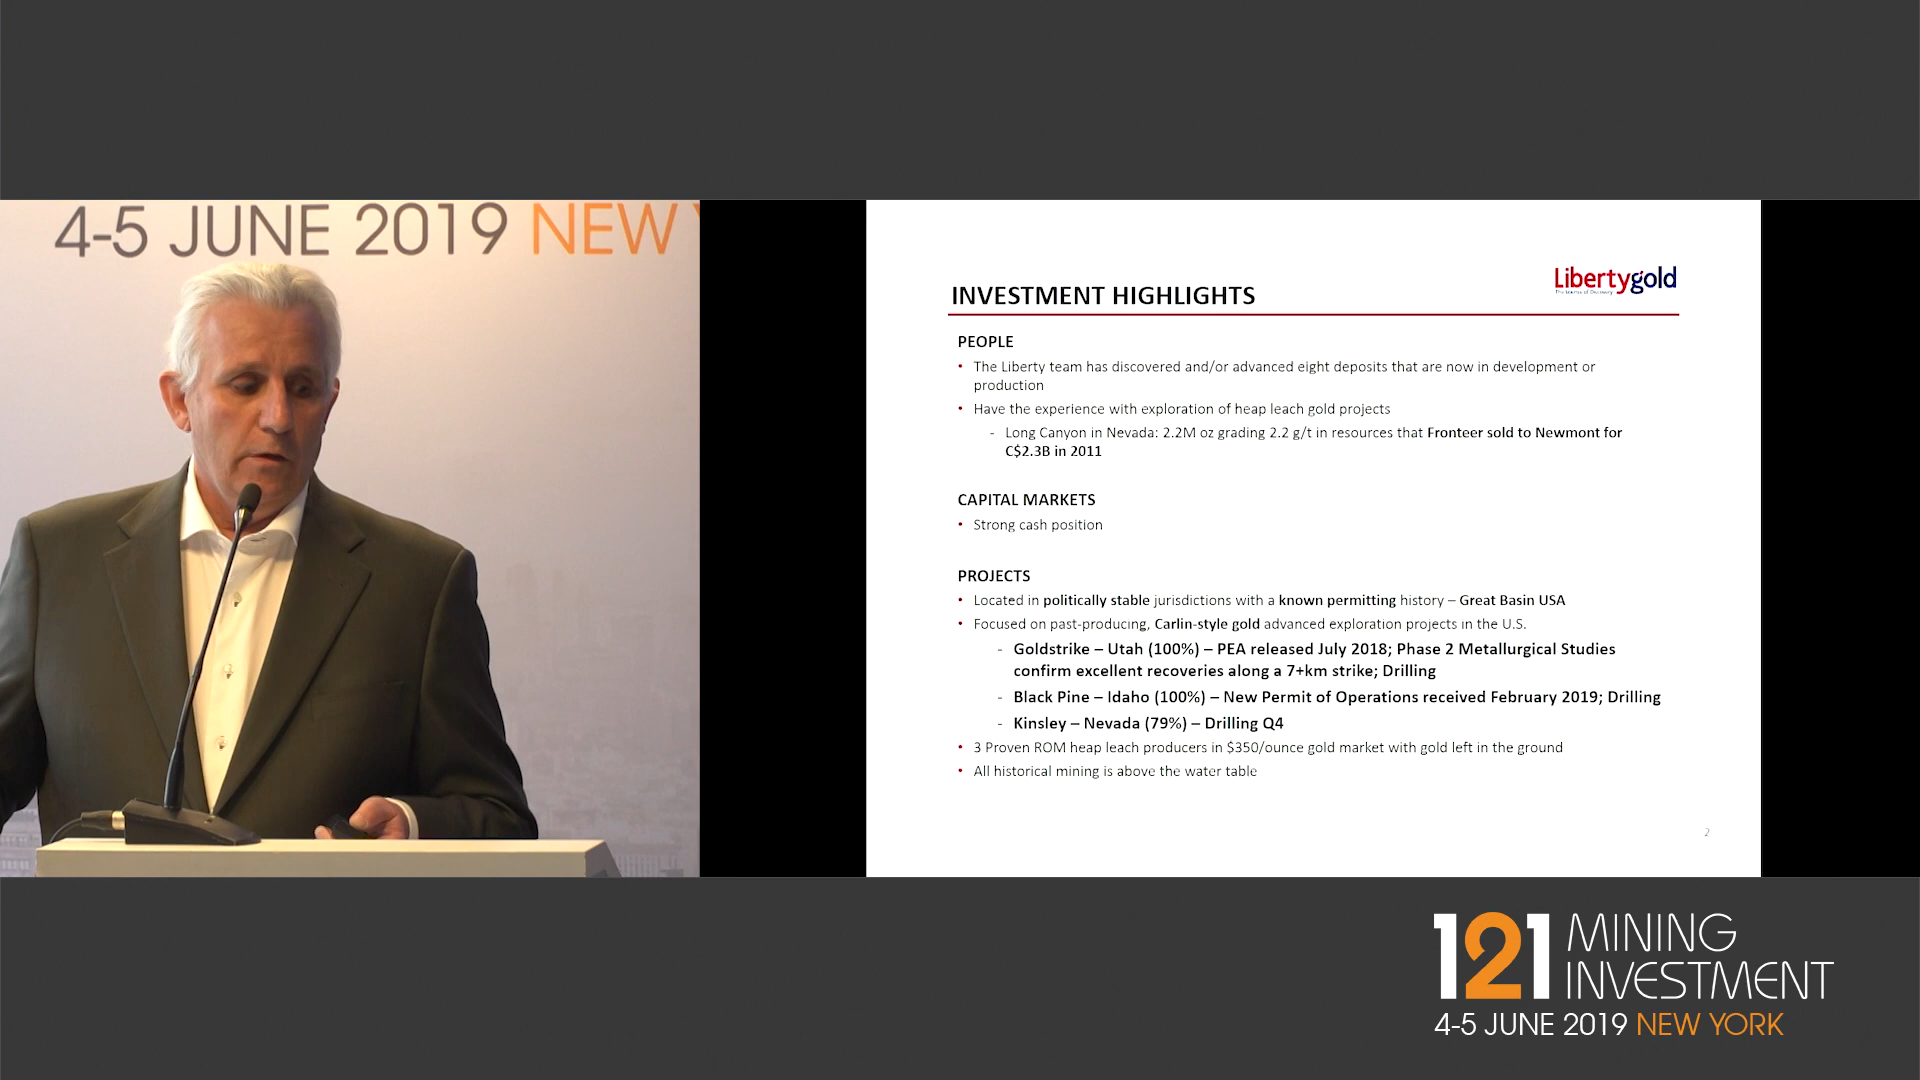 4-5 JUNE 2019 NEW
Libertygold
INVESTMENT HIGHLIGHTS
PEOPLE
• The Liberty team has discovered and/or advanced eight deposits that are now in development or
production
• Have the experience with exploration of heap leach gold projects
- Long Canyon in Nevada: 2.2M oz grading 2.2 g/t in resources that Fronteer sold to Newmont for
C$2.3B in 2011
CAPITAL MARKETS
• Strong cash position
PROJECTS
• Located in politically stable jurisdictions with a known permitting history – Great Basin USA
• Focused on past-producing, Carlin-style gold advanced exploration projects in the U.S.
- Goldstrike – Utah (100%) – PEA released July 2018; Phase 2 Metallurgical Studies
confirm excellent recoveries along a 7+km strike; Drilling
- Black Pine – Idaho (100%) – New Permit of Operations received February 2019; Drilling
- Kinsley – Nevada (79%) – Drilling Q4
• 3 Proven ROM heap leach producers in $350/ounce gold market with gold left in the ground
• All historical mining is above the water table
2
121 MINING
INVESTMENT
4-5 JUNE 2019 NEW YORK